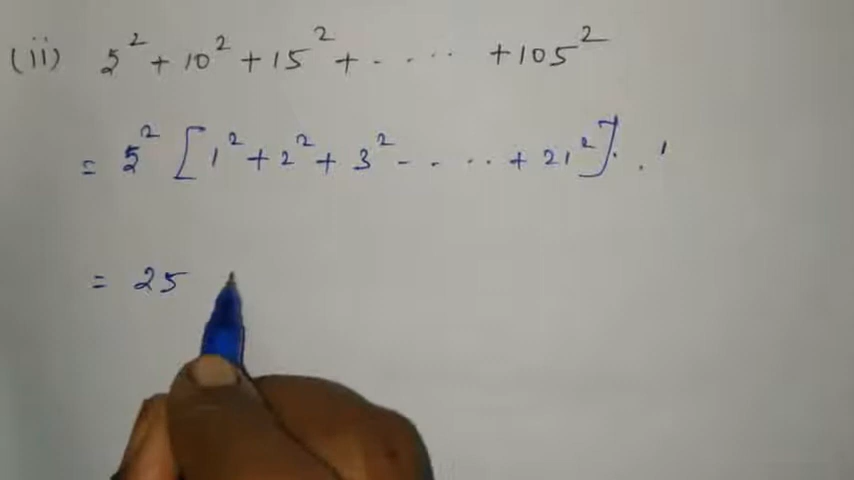 (ii) 5² + 10² + 15² + . . . . . + 105²
= 5² [1² + 2² + 3² - . . . . + 21²]
= 25